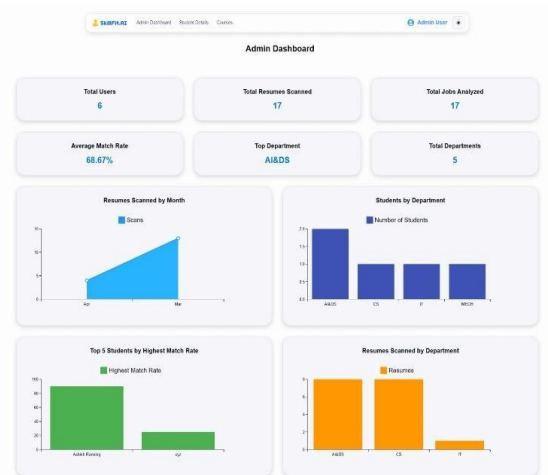 SkillFit.AI Admin Dashboard Student Details Courses Admin User
Admin Dashboard
Total Users
6
Total Resumes Scanned
17
Total Jobs Analyzed
17
Average Match Rate
68.67%
Top Department
AI&DS
Total Departments
5
Resumes Scanned by Month
Scans
15
10
5
0
Apr
Mar
Students by Department
Number of Students
2.0
1.5
1.0
0.5
0.0
AI&DS
CS
IT
Top 5 Students by Highest Match Rate
Highest Match Rate
100
80
60
40
20
0
xyz
Resumes Scanned by Department
Resumes
8
6
4
2
0
AI&DS
CS
IT